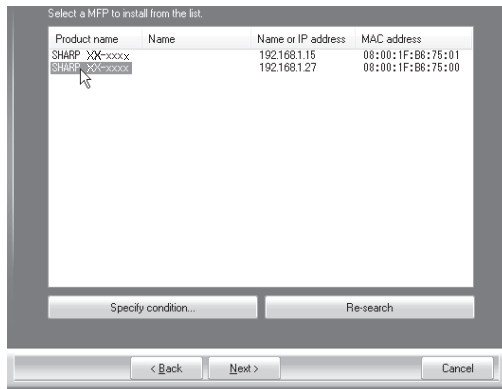 Select a MFP to install from the list.
Product name Name Name or IP address MAC address
SHARP XX-xxxx 192.168.1.15 08:00:1F:B6:75:01
SHARP XX-xxxx 192.168.1.27 08:00:1F:B6:75:00
Specify condition... Re-search
< Back Next > Cancel